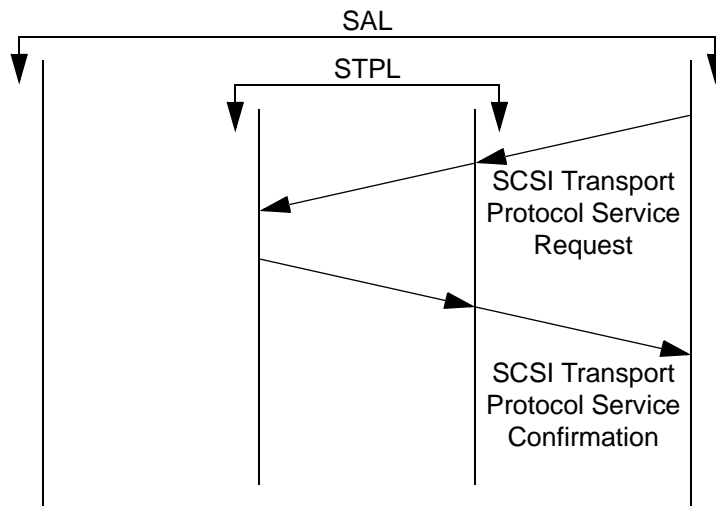 SAL
STPL
SCSI Transport
Protocol Service
Request
SCSI Transport
Protocol Service
Confirmation